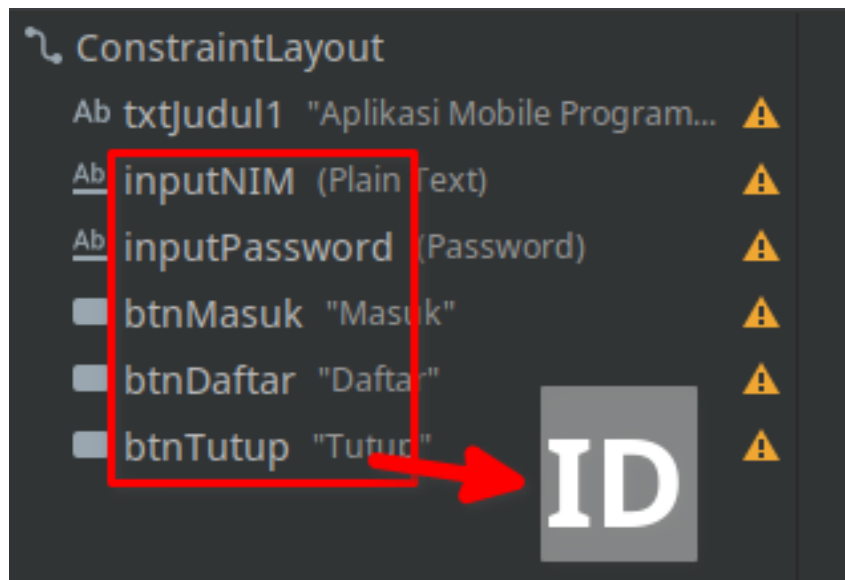 ConstraintLayout
Ab txtJudul1 "Aplikasi Mobile Program...
Ab inputNIM (Plain Text)
Ab inputPassword (Password)
btnMasuk "Masuk"
btnDaftar "Daftar"
btnTutup "Tutup"
ID